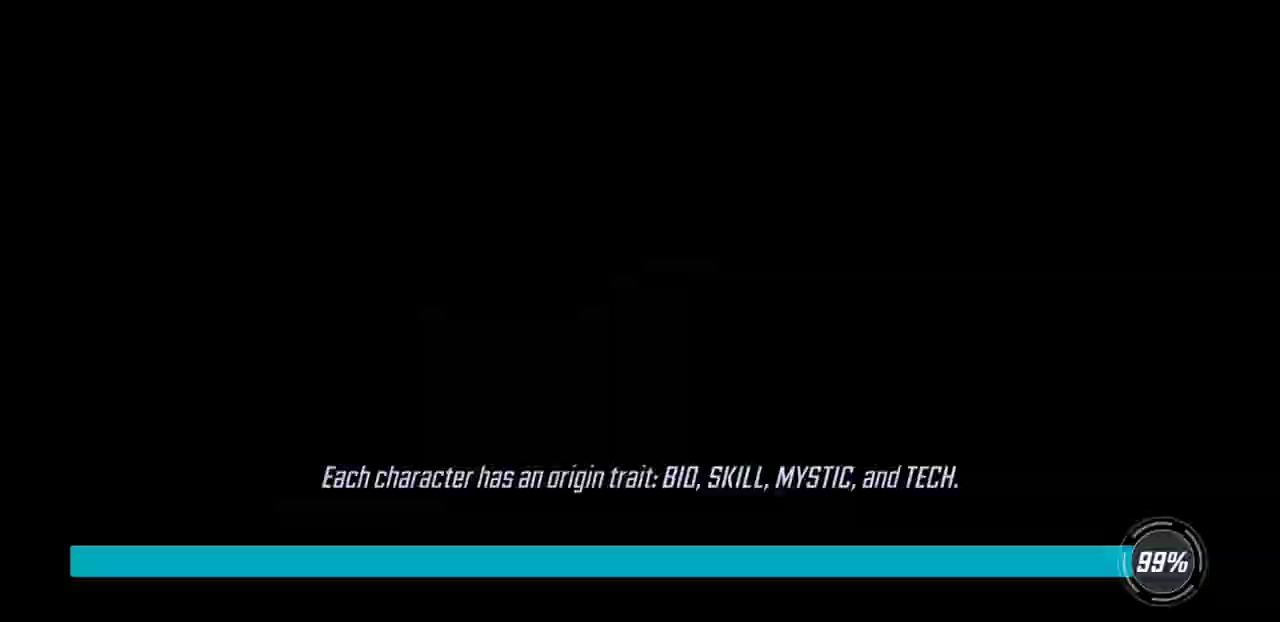 Each character has an origin trait: BIO, SKILL, MYSTIC, and TECH.
99%